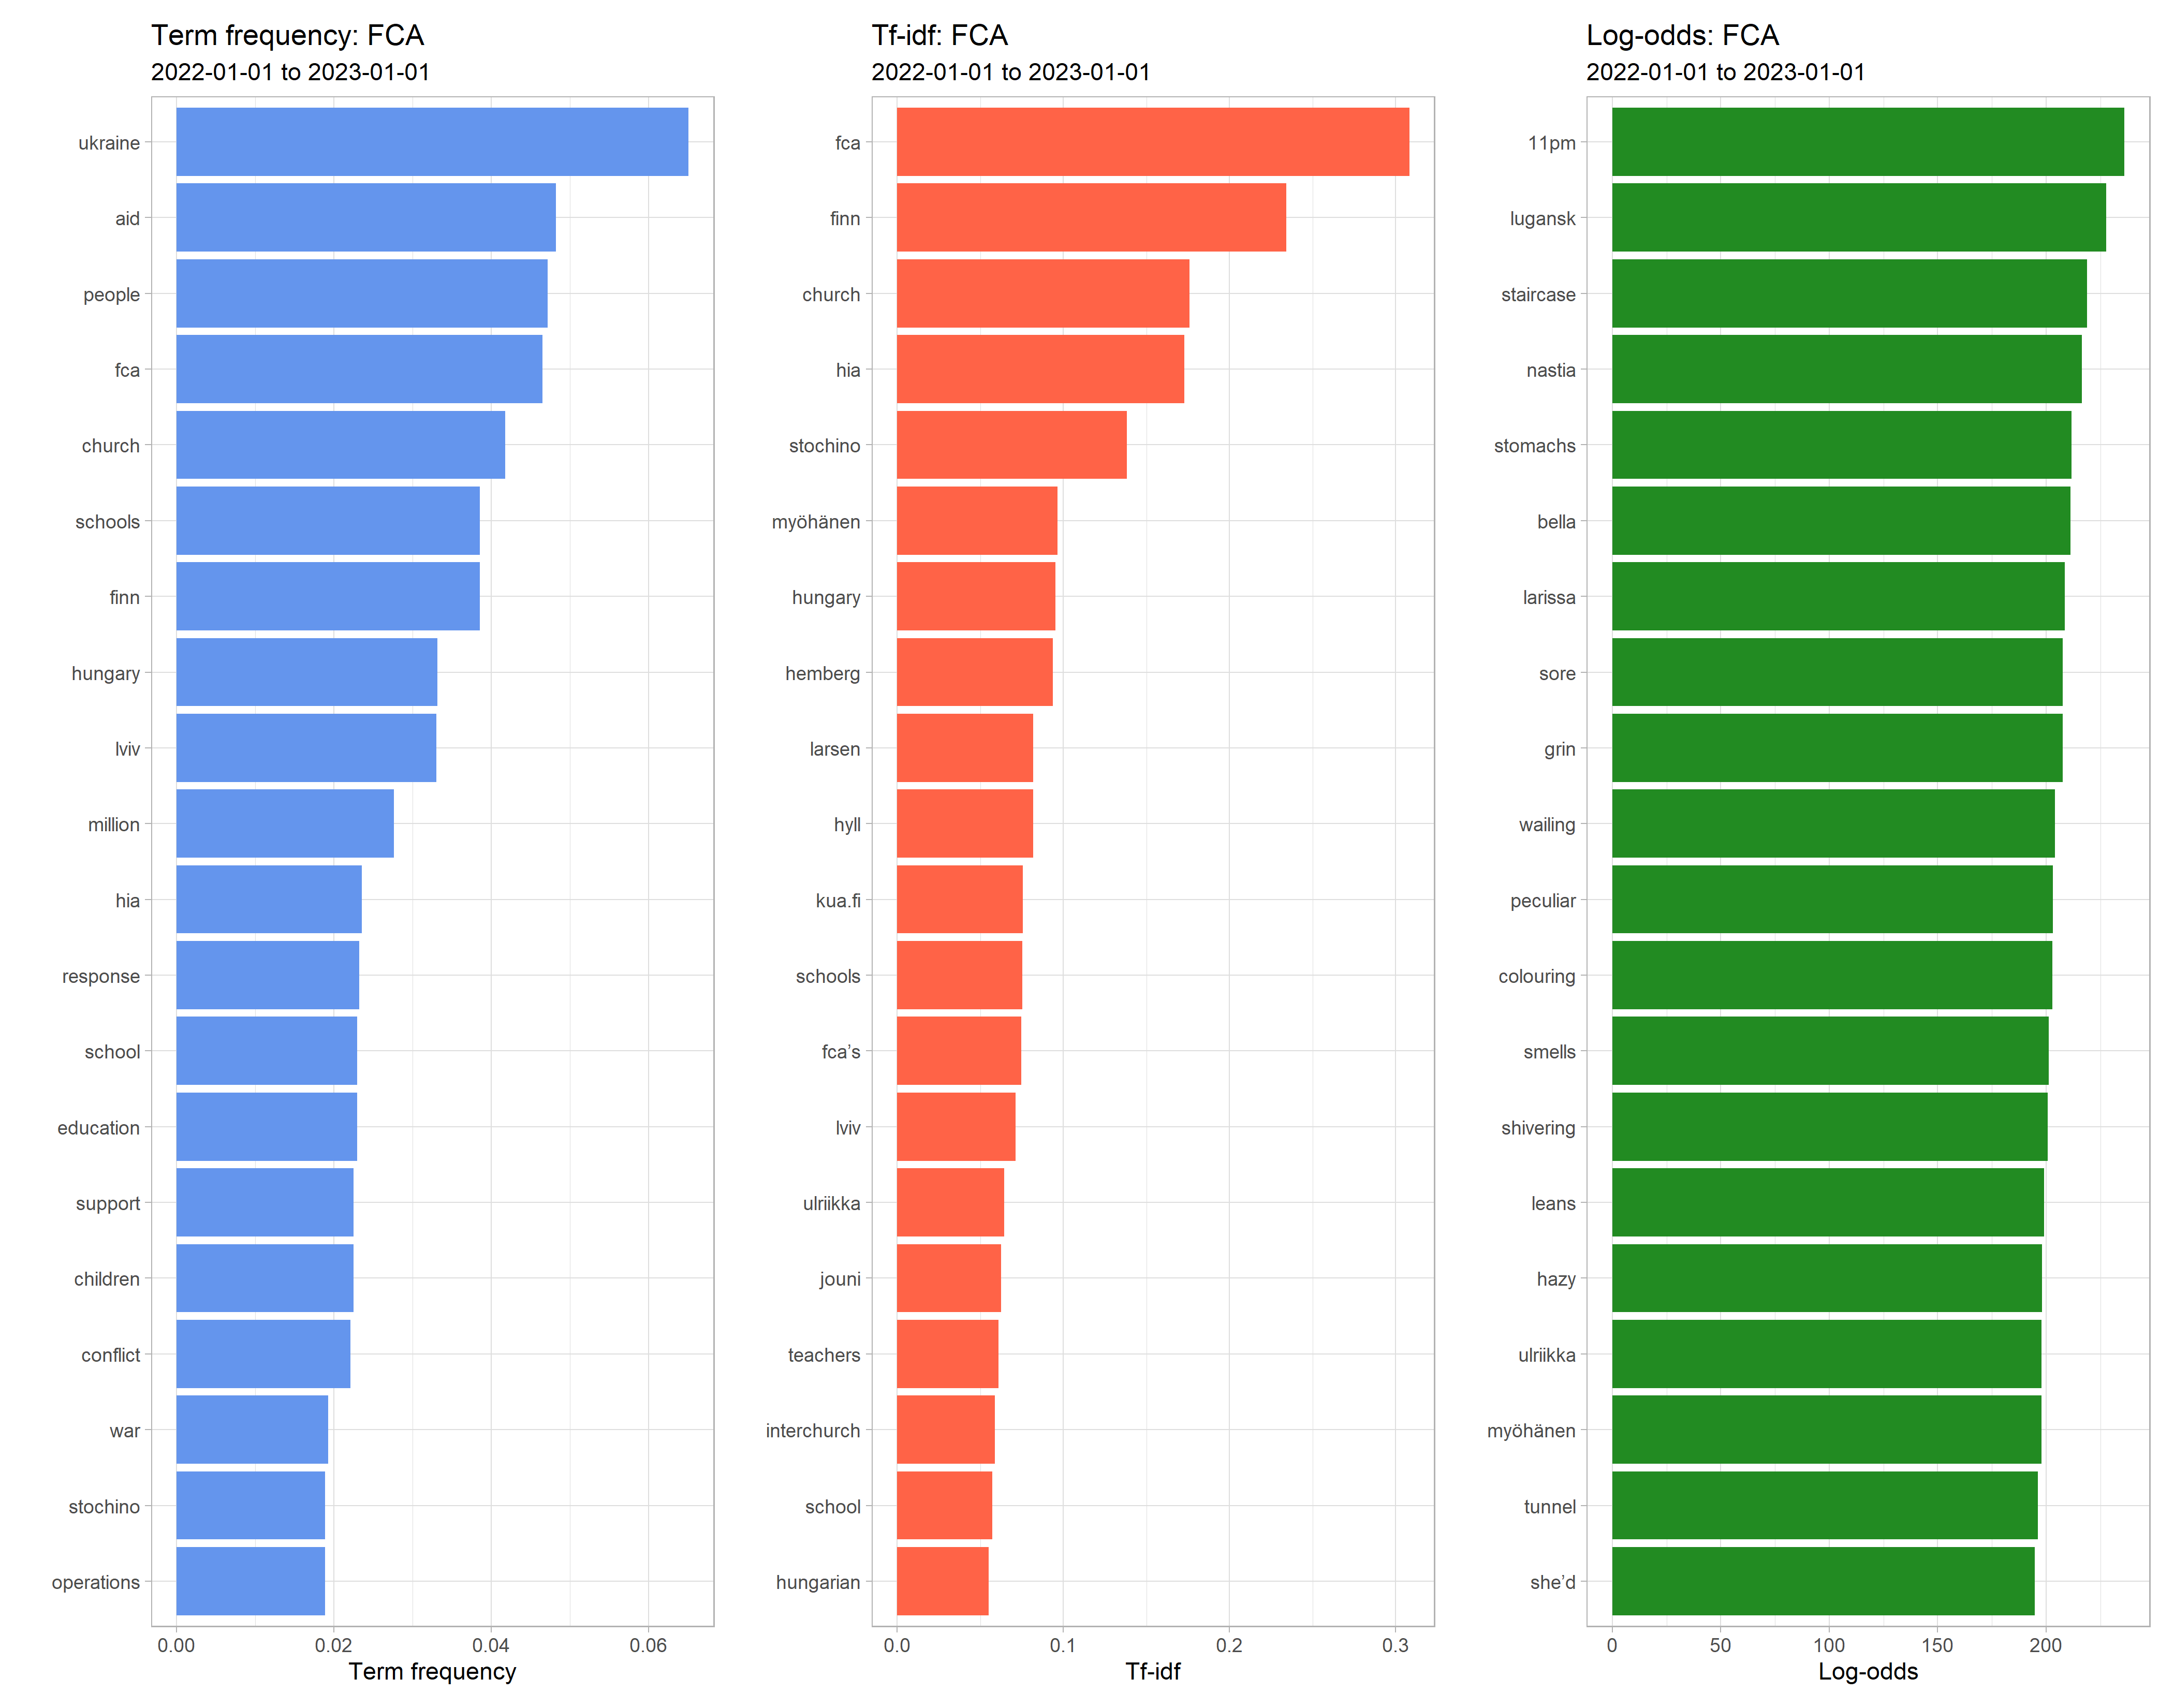 Term frequency: FCA
2022-01-01 to 2023-01-01
ukraine
aid
people
fca
church
schools
finn
hungary
lviv
million
hia
response
school
education
support
children
conflict
war
stochino
operations
0.00 0.02 0.04 0.06
Term frequency
Tf-idf: FCA
2022-01-01 to 2023-01-01
fca
finn
church
hia
stochino
myöhänen
hungary
hemberg
larsen
hyll
kua.fi
schools
fca’s
lviv
ulriikka
jouni
teachers
interchurch
school
hungarian
0.0 0.1 0.2 0.3
Tf-idf
Log-odds: FCA
2022-01-01 to 2023-01-01
11pm
lugansk
staircase
nastia
stomachs
bella
larissa
sore
grin
wailing
peculiar
colouring
smells
shivering
leans
hazy
ulriikka
myöhänen
tunnel
she’d
0 50 100 150 200
Log-odds